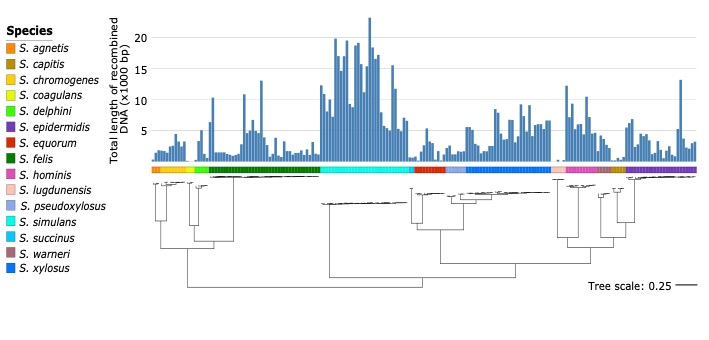 Species
S. agnetis
S. capitis
S. chromogenes
S. coagulans
S. delphini
S. epidermidis
S. equorum
S. felis
S. hominis
S. lugdunensis
S. pseudoxylosus
S. simulans
S. succinus
S. warneri
S. xylosus
Total length of recombined
DNA (x1000 bp)
20
15
10
5
Tree scale: 0.25